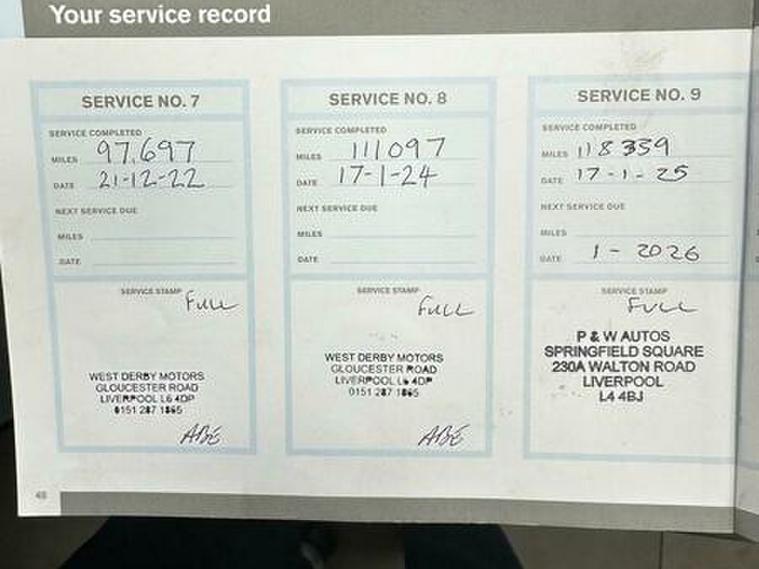 Your service record
SERVICE NO. 7
SERVICE COMPLETED
MILES 97,697
DATE 21-12-22
NEXT SERVICE DUE
MILES
DATE
SERVICE STAMP
FULL
WEST DERBY MOTORS
GLOUCESTER ROAD
LIVERPOOL L6 4DP
0151 287 1865
ABE
SERVICE NO. 8
SERVICE COMPLETED
MILES 111097
DATE 17-1-24
NEXT SERVICE DUE
MILES
DATE
SERVICE STAMP
FULL
WEST DERBY MOTORS
GLOUCESTER ROAD
LIVERPOOL L6 4DP
0151 287 1865
ABE
SERVICE NO. 9
SERVICE COMPLETED
MILES 118359
DATE 17-1-25
NEXT SERVICE DUE
MILES
DATE 1-2026
SERVICE STAMP
FULL
P & W AUTOS
SPRINGFIELD SQUARE
230A WALTON ROAD
LIVERPOOL
L4 4BJ
48